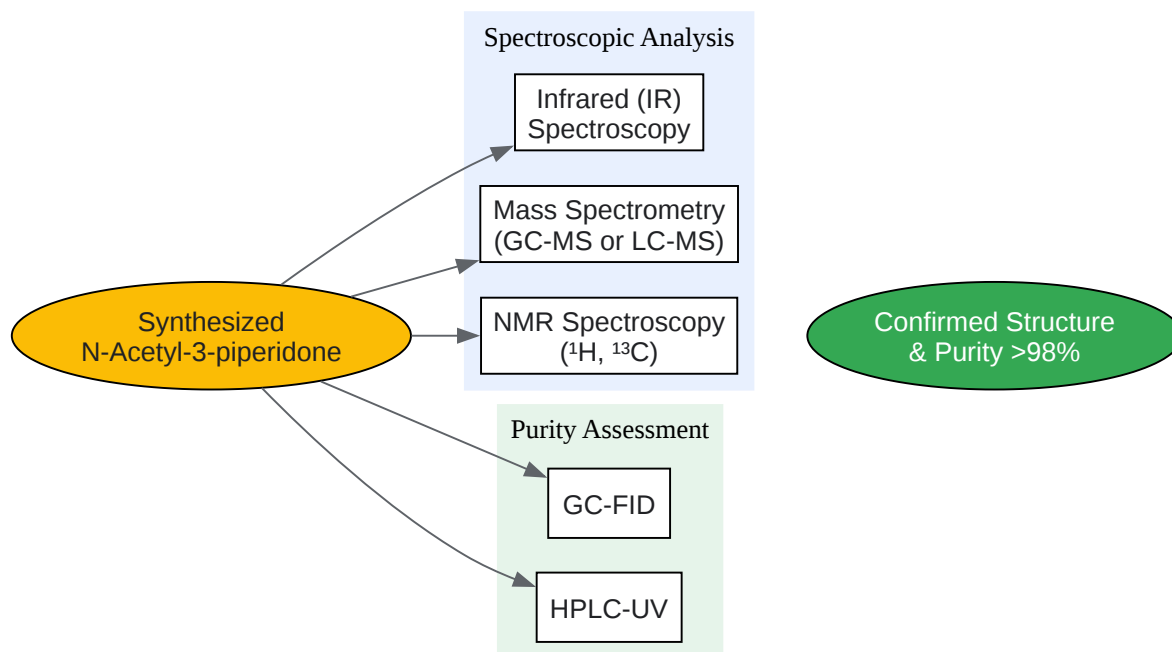 Spectroscopic Analysis
Infrared (IR)
Spectroscopy
Mass Spectrometry
(GC-MS or LC-MS)
NMR Spectroscopy
(¹H, ¹³C)
Synthesized
N-Acetyl-3-piperidone
Confirmed Structure
& Purity >98%
Purity Assessment
GC-FID
HPLC-UV